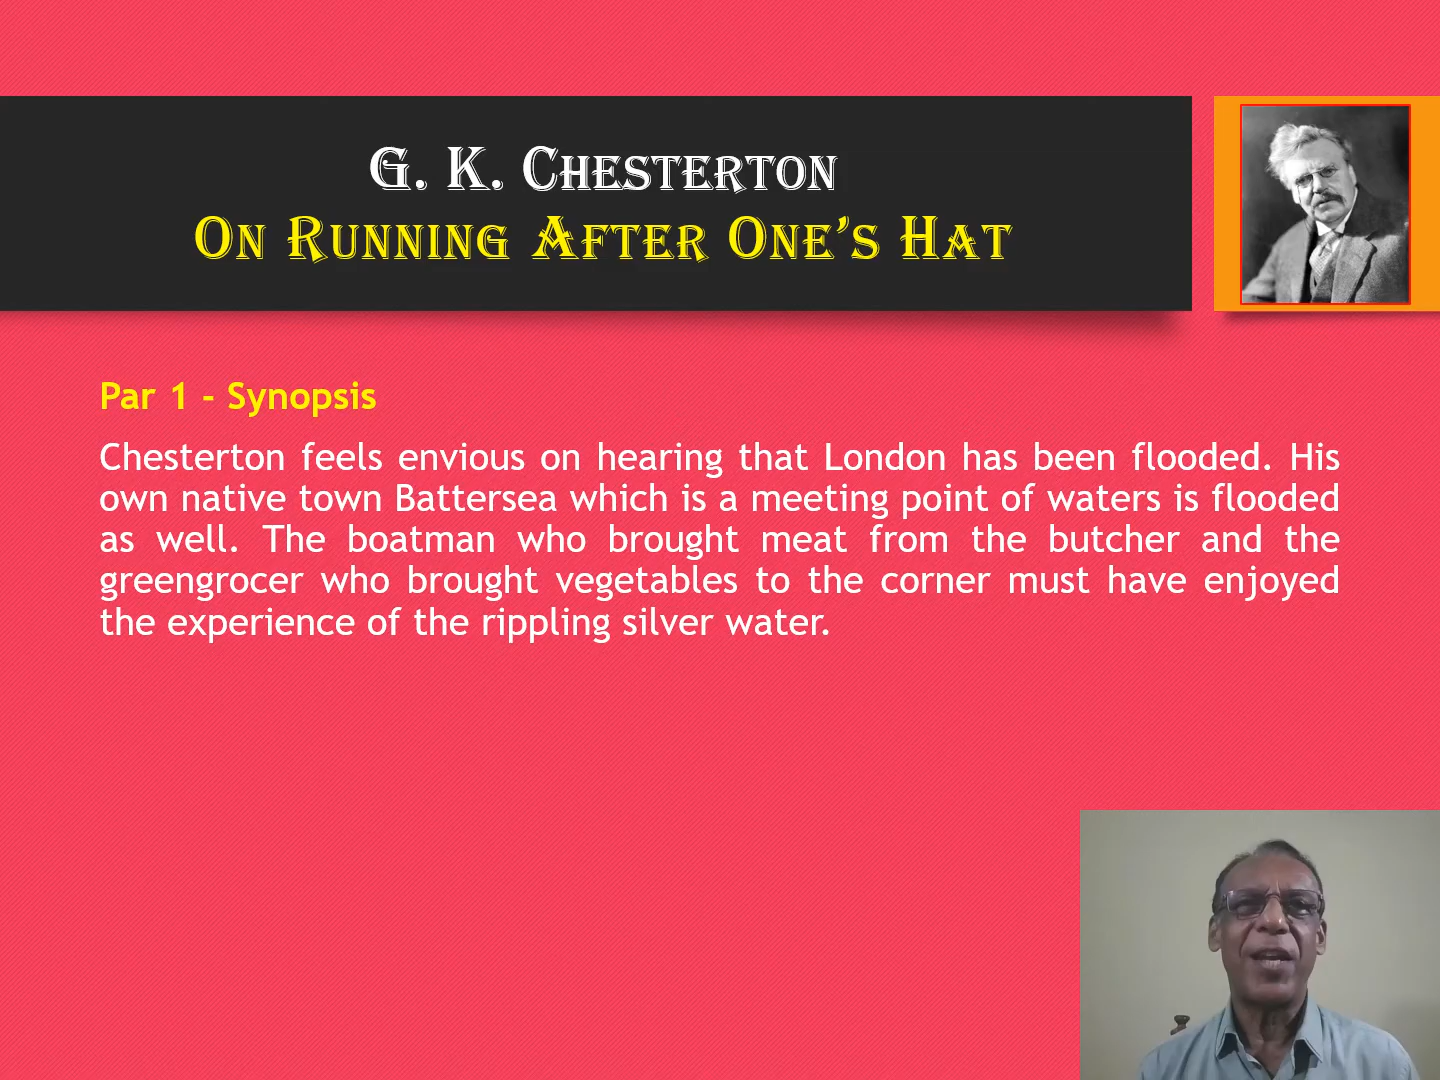 G. K. Chesterton
On Running After One’s Hat
Par 1 - Synopsis
Chesterton feels envious on hearing that London has been flooded. His
own native town Battersea which is a meeting point of waters is flooded
as well. The boatman who brought meat from the butcher and the
greengrocer who brought vegetables to the corner must have enjoyed
the experience of the rippling silver water.